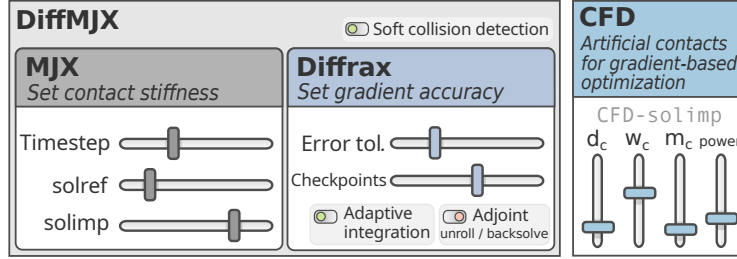 DiffMJX
Soft collision detection
MJX
Set contact stiffness
Timestep
solref
solimp
Diffrax
Set gradient accuracy
Error tol.
Checkpoints
Adaptive
integration
Adjoint
unroll / backsolve
CFD
Artificial contacts
for gradient-based
optimization
CFD-solimp
dc wc mc power